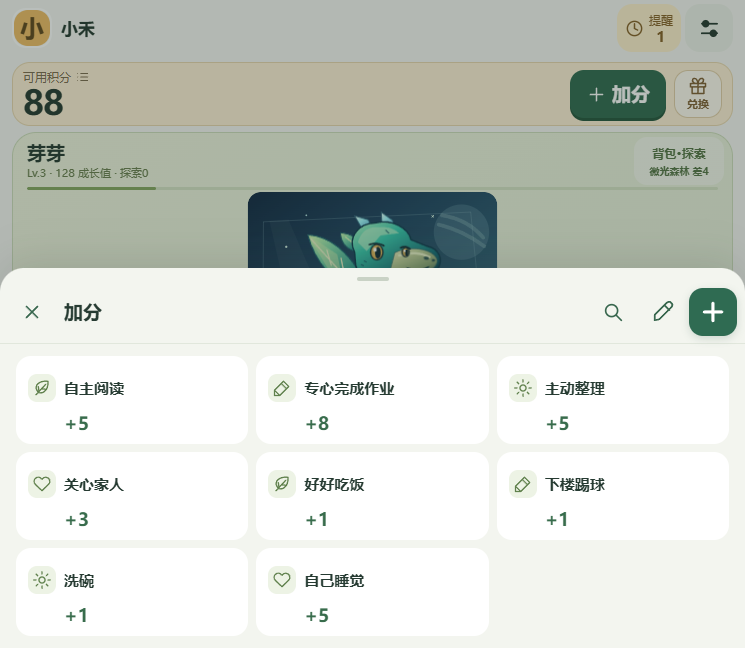 小 小禾
提醒
1
可用积分
88
+ 加分
兑换
芽芽
Lv.3 · 128 成长值 · 探索0
背包•探索
微光森林 差4
加分
自主阅读
+5
专心完成作业
+8
主动整理
+5
关心家人
+3
好好吃饭
+1
下楼踢球
+1
洗碗
+1
自己睡觉
+5